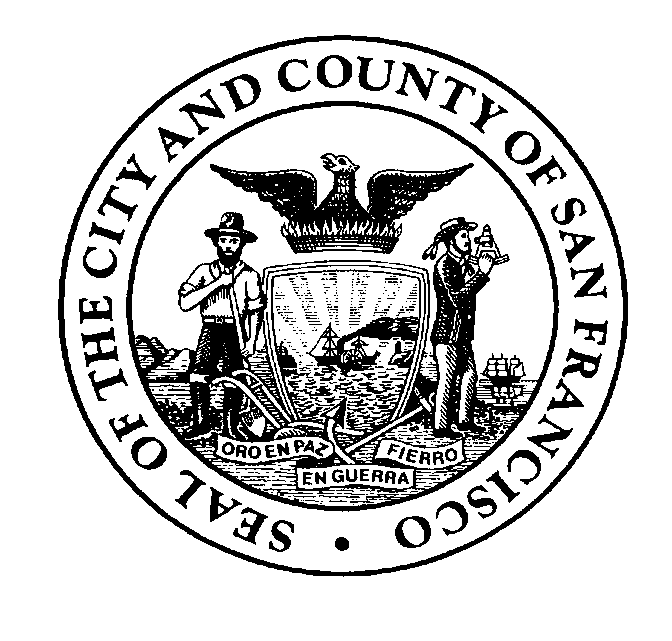 SEAL OF THE CITY AND COUNTY OF SAN FRANCISCO •
ORO EN PAZ
FIERRO
EN GUERRA